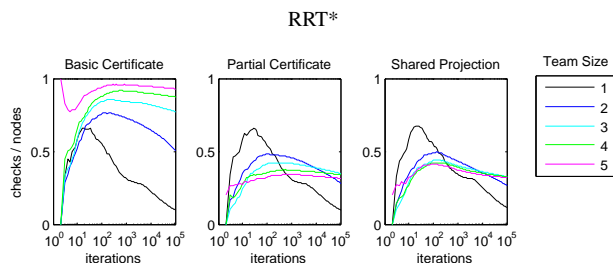 RRT*
Basic Certificate
Partial Certificate
Shared Projection
Team Size
checks / nodes
1
0.5
0
10^0 10^1 10^2 10^3 10^4 10^5
iterations
1
0.5
0
10^0 10^1 10^2 10^3 10^4 10^5
iterations
1
0.5
0
10^0 10^1 10^2 10^3 10^4 10^5
iterations
1
2
3
4
5